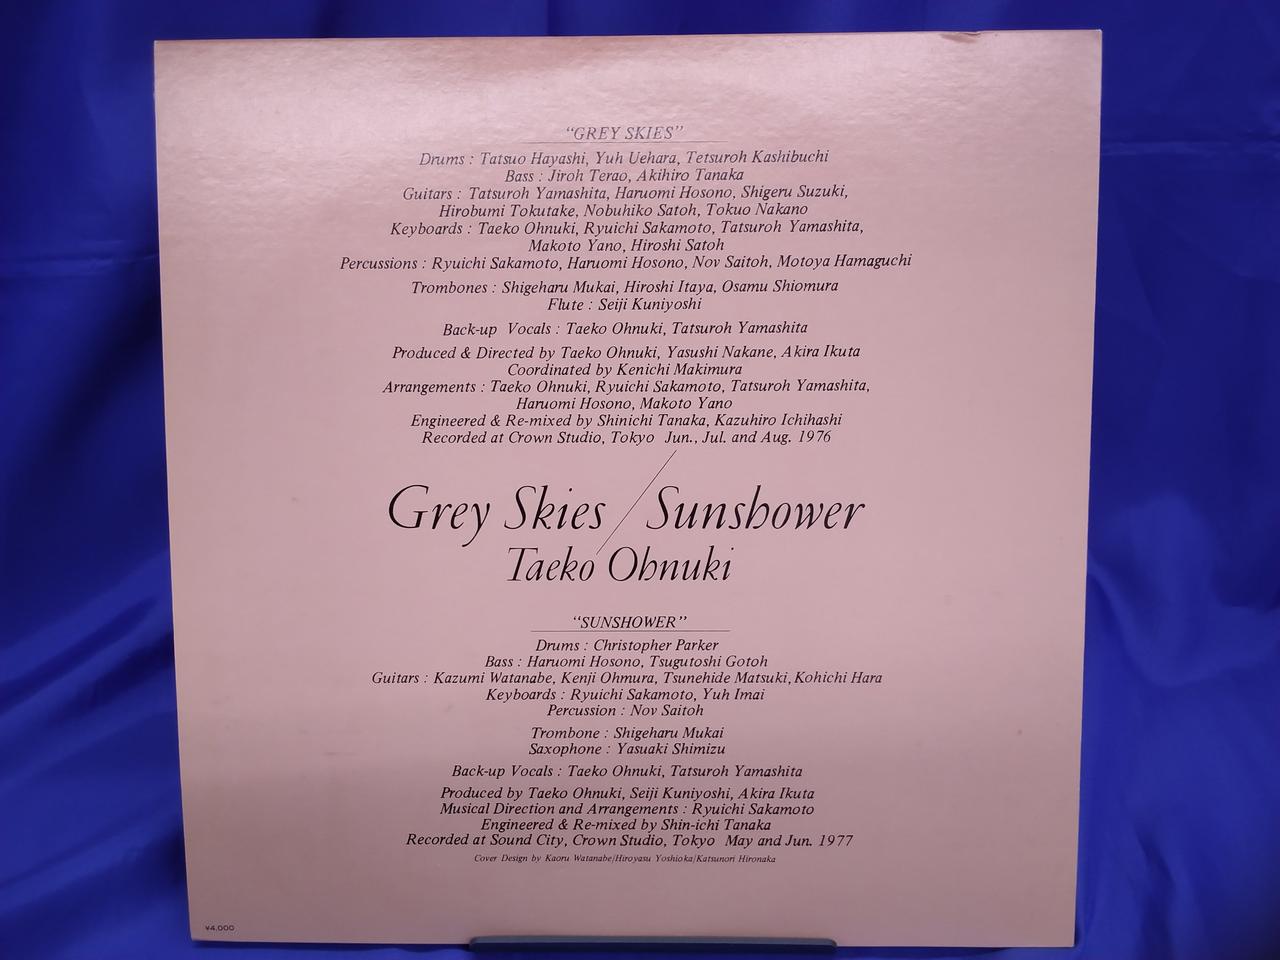 “GREY SKIES”
Drums : Tatsuo Hayashi, Yuh Uehara, Tetsuroh Kashibuchi
Bass : Jiroh Terao, Akihiro Tanaka
Guitars : Tatsuroh Yamashita, Haruomi Hosono, Shigeru Suzuki,
Hirobumi Tokutake, Nobuhiko Satoh, Tokuo Nakano
Keyboards : Taeko Ohnuki, Ryuichi Sakamoto, Tatsuroh Yamashita,
Makoto Yano, Hiroshi Satoh
Percussions : Ryuichi Sakamoto, Haruomi Hosono, Nov Saitoh, Motoya Hamaguchi
Trombones : Shigeharu Mukai, Hiroshi Itaya, Osamu Shiomura
Flute : Seiji Kuniyoshi
Back-up Vocals : Taeko Ohnuki, Tatsuroh Yamashita
Produced & Directed by Taeko Ohnuki, Yasushi Nakane, Akira Ikuta
Coordinated by Kenichi Makimura
Arrangements : Taeko Ohnuki, Ryuichi Sakamoto, Tatsuroh Yamashita,
Haruomi Hosono, Makoto Yano
Engineered & Re-mixed by Shinichi Tanaka, Kazuhiro Ichihashi
Recorded at Crown Studio, Tokyo Jun., Jul. and Aug. 1976
Grey Skies / Sunshower
Taeko Ohnuki
“SUNSHOWER”
Drums : Christopher Parker
Bass : Haruomi Hosono, Tsugutoshi Gotoh
Guitars : Kazumi Watanabe, Kenji Ohmura, Tsunehide Matsuki, Kohichi Hara
Keyboards : Ryuichi Sakamoto, Yuh Imai
Percussion : Nov Saitoh
Trombone : Shigeharu Mukai
Saxophone : Yasuaki Shimizu
Back-up Vocals : Taeko Ohnuki, Tatsuroh Yamashita
Produced by Taeko Ohnuki, Seiji Kuniyoshi, Akira Ikuta
Musical Direction and Arrangements : Ryuichi Sakamoto
Engineered & Re-mixed by Shin-ichi Tanaka
Recorded at Sound City, Crown Studio, Tokyo May and Jun. 1977
Cover Design by Kaoru Watanabe/Hiroyasu Yoshioka/Katsunori Hironaka
¥4,000